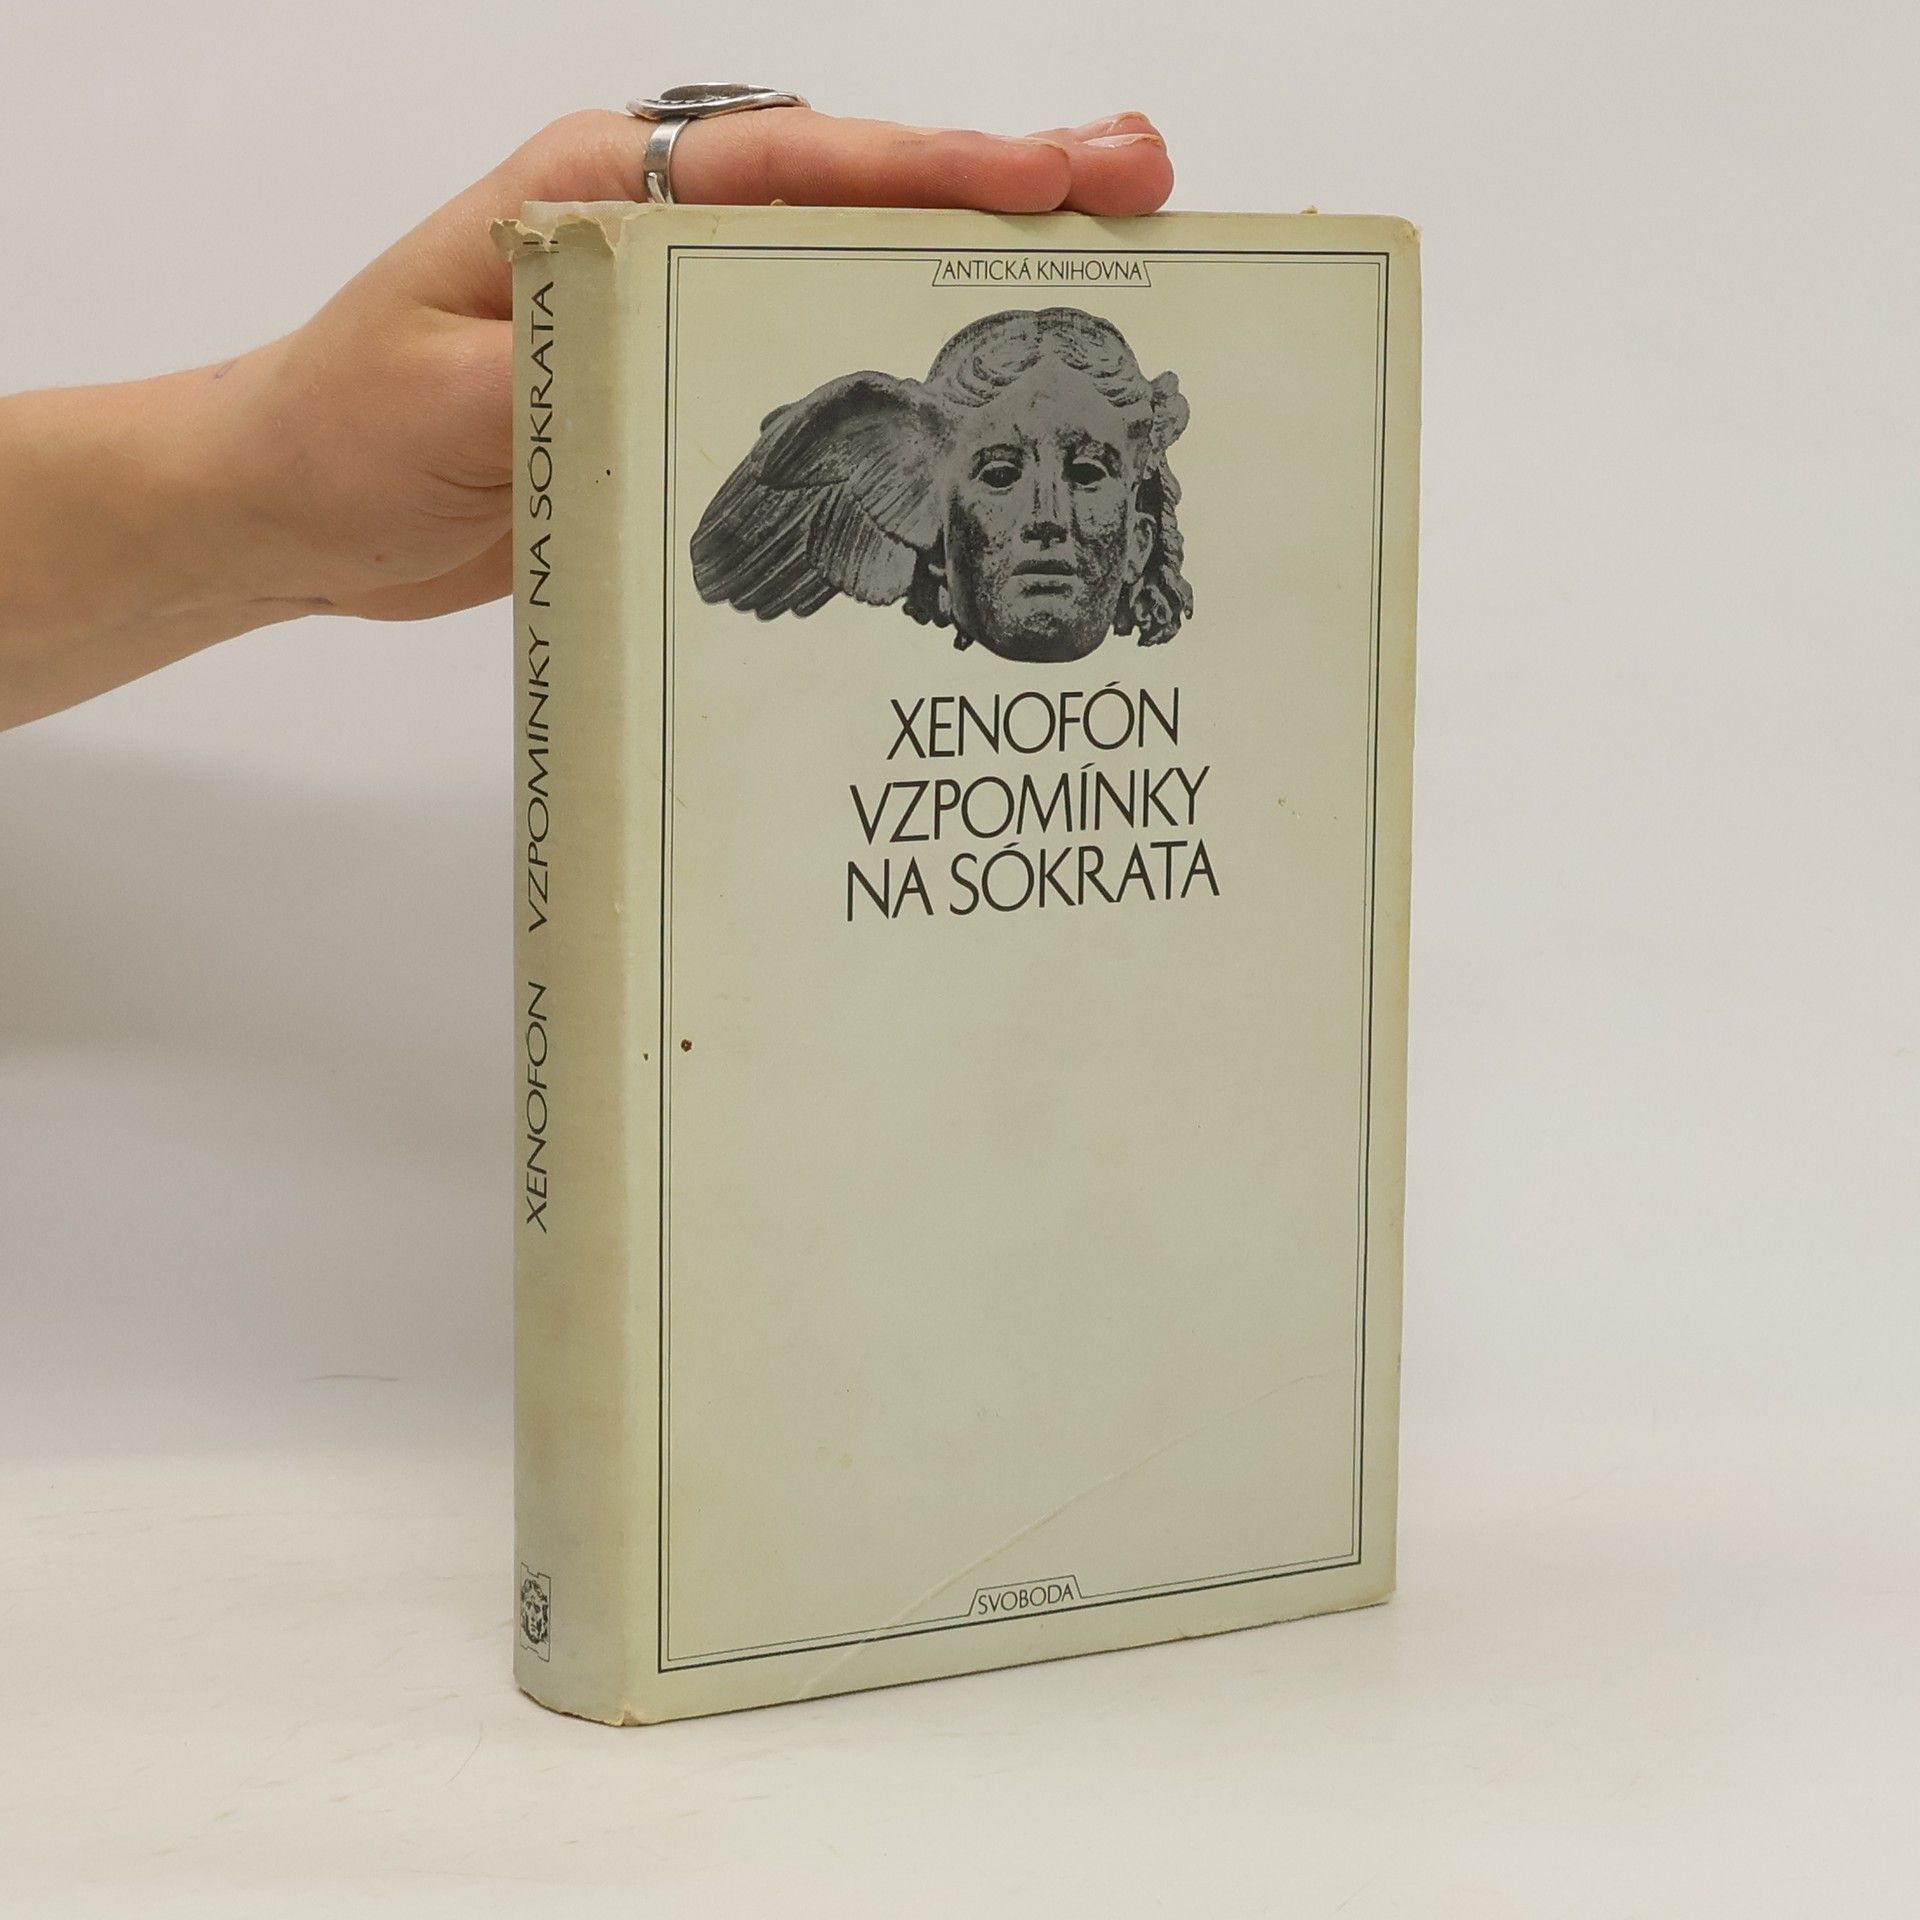 XENOFÓN VZPOMÍNKY NA SÓKRATA
ANTICKÁ KNIHOVNA
XENOFÓN
VZPOMÍNKY
NA SÓKRATA
SVOBODA